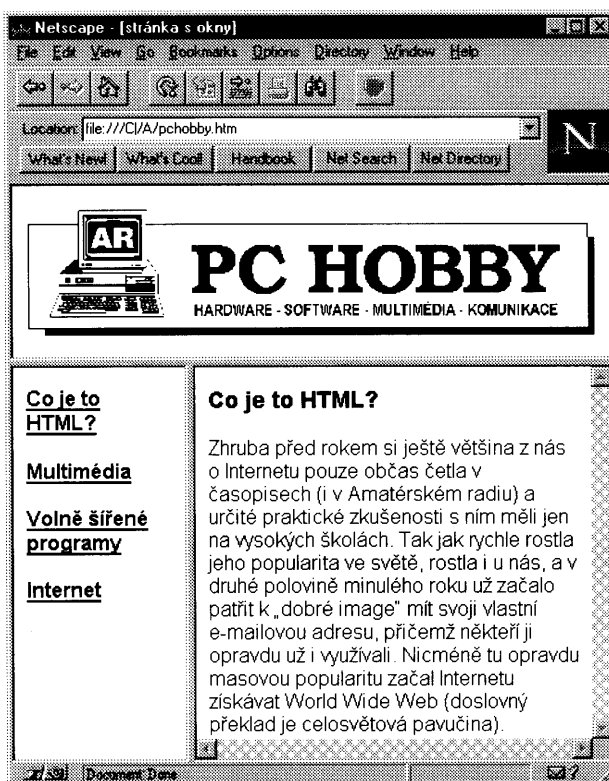 Netscape - [stránka s okny]
File Edit View Go Bookmarks Options Directory Window Help
Location: file:///C|/A/pchobby.htm
N
What's New! What's Cool! Handbook Net Search Net Directory
AR
PC HOBBY
HARDWARE - SOFTWARE - MULTIMÉDIA - KOMUNIKACE
Co je to
HTML?
Multimédia
Volně šířené
programy
Internet
Co je to HTML?
Zhruba před rokem si ještě většina z nás
o Internetu pouze občas četla v
časopisech (i v Amatérském radiu) a
určité praktické zkušenosti s ním měli jen
na vysokých školách. Tak jak rychle rostla
jeho popularita ve světě, rostla i u nás, a v
druhé polovině minulého roku už začalo
patřit k „dobré image" mít svoji vlastní
e-mailovou adresu, přičemž někteří ji
opravdu už i využívali. Nicméně tu opravdu
masovou popularitu začal Internetu
získávat World Wide Web (doslovný
překlad je celosvětová pavučina).
Document: Done